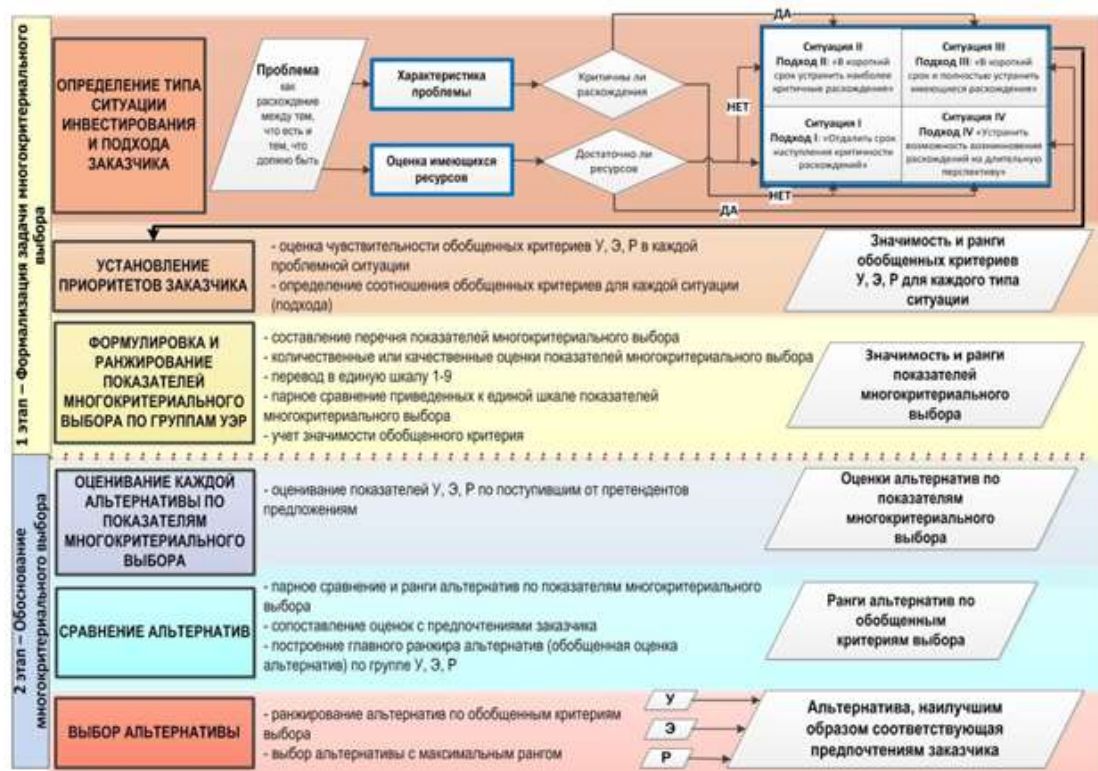 1 этап – Формализация задачи многокритериального
выбора
ОПРЕДЕЛЕНИЕ ТИПА
СИТУАЦИИ
ИНВЕСТИРОВАНИЯ
И ПОДХОДА
ЗАКАЗЧИКА
Проблема
как
расхождение
между тем,
что есть и
тем, что
должно быть
Характеристика
проблемы
Оценка имеющихся
ресурсов
Критичны ли
расхождения
Достаточно ли
ресурсов
ДА
НЕТ
НЕТ
ДА
Ситуация II
Подход II: «В короткий
срок устранить наиболее
критичные расхождения»
Ситуация III
Подход III: «В короткий
срок и полностью устранить
имеющиеся расхождения»
Ситуация I
Подход I: «Отдалить срок
наступления критичности
расхождений»
Ситуация IV
Подход IV «Устранить
возможность возникновения
расхождений на длительную
перспективу»
УСТАНОВЛЕНИЕ
ПРИОРИТЕТОВ ЗАКАЗЧИКА
- оценка чувствительности обобщенных критериев У, Э, Р в каждой
проблемной ситуации
- определение соотношения обобщенных критериев для каждой ситуации
(подхода)
Значимость и ранги
обобщенных критериев
У, Э, Р для каждого типа
ситуации
ФОРМУЛИРОВКА И
РАНЖИРОВАНИЕ
ПОКАЗАТЕЛЕЙ
МНОГОКРИТЕРИАЛЬНОГО
ВЫБОРА ПО ГРУППАМ УЭР
- составление перечня показателей многокритериального выбора
- количественные или качественные оценки показателей многокритериального выбора
- перевод в единую шкалу 1-9
- парное сравнение приведенных к единой шкале показателей
многокритериального выбора
- учет значимости обобщенного критерия
Значимость и ранги
показателей
многокритериального
выбора
2 этап – Обоснование
многокритериального выбора
ОЦЕНИВАНИЕ КАЖДОЙ
АЛЬТЕРНАТИВЫ ПО
ПОКАЗАТЕЛЯМ
МНОГОКРИТЕРИАЛЬНОГО
ВЫБОРА
- оценивание показателей У, Э, Р по поступившим от претендентов
предложениям
Оценки альтернатив по
показателям
многокритериального
выбора
СРАВНЕНИЕ АЛЬТЕРНАТИВ
- парное сравнение и ранги альтернатив по показателям многокритериального
выбора
- сопоставление оценок с предпочтениями заказчика
- построение главного ранжира альтернатив (обобщенная оценка
альтернатив) по группе У, Э, Р
Ранги альтернатив по
обобщенным
критериям выбора
ВЫБОР АЛЬТЕРНАТИВЫ
- ранжирование альтернатив по обобщенным критериям
выбора
- выбор альтернативы с максимальным рангом
У
Э
Р
Альтернатива, наилучшим
образом соответствующая
предпочтениям заказчика